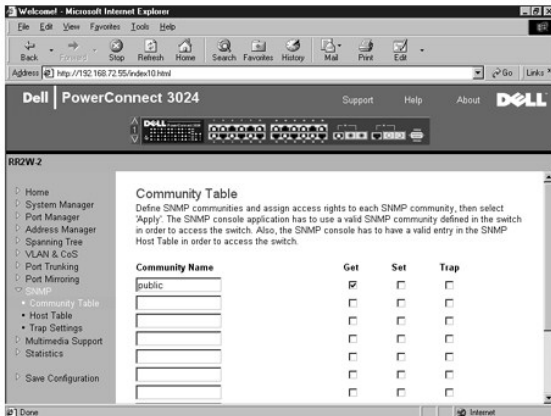 Welcome! - Microsoft Internet Explorer
File Edit View Favorites Tools Help
Back Forward Stop Refresh Home Search Favorites History Mail Print Edit
Address http://192.168.72.55/index10.html Go Links
Dell PowerConnect 3024 Support Help About DELL
DELL
RR2W-2
Home
System Manager
Port Manager
Address Manager
Spanning Tree
VLAN & CoS
Port Trunking
Port Mirroring
SNMP
Community Table
Host Table
Trap Settings
Multimedia Support
Statistics
Save Configuration
Community Table
Define SNMP communities and assign access rights to each SNMP community, then select
'Apply'. The SNMP console application has to use a valid SNMP community defined in the switch
in order to access the switch. Also, the SNMP console has to have a valid entry in the SNMP
Host Table in order to access the switch.
Community Name Get Set Trap
public
Done Internet